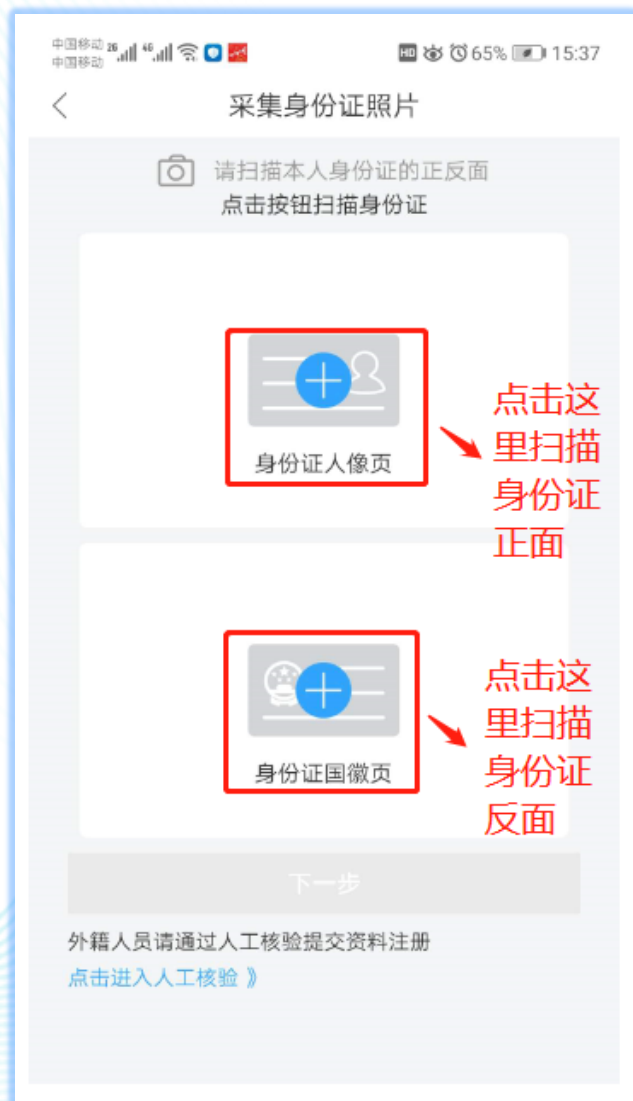 中国移动 2G 4G HD 65% 15:37
中国移动
采集身份证照片
请扫描本人身份证的正反面
点击按钮扫描身份证
身份证人像页
点击这
里扫描
身份证
正面
身份证国徽页
点击这
里扫描
身份证
反面
下一步
外籍人员请通过人工核验提交资料注册
点击进入人工核验 》